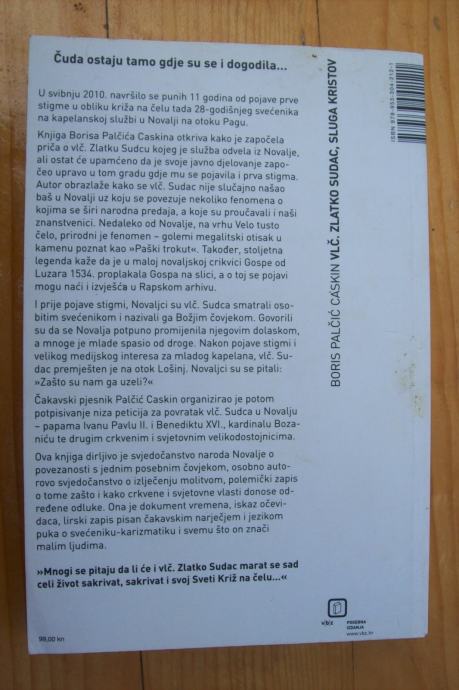 Čuda ostaju tamo gdje su se i dogodila...
U svibnju 2010. navršilo se punih 11 godina od pojave prve
stigme u obliku križa na čelu tada 28-godišnjeg svećenika
na kapelanskoj službi u Novalji na otoku Pagu.
Knjiga Borisa Palčića Caskina otkriva kako je započela
priča o vlč. Zlatku Sudcu kojeg je služba odvela iz Novalje,
ali ostat će upamćeno da je svoje javno djelovanje zapo-
čeo upravo u tom gradu gdje mu se pojavila i prva stigma.
Autor obrazlaže kako se vlč. Sudac nije slučajno našao
baš u Novalji uz koju se povezuje nekoliko fenomena o
kojima se širi narodna predaja, a koje su proučavali i naši
znanstvenici. Nedaleko od Novalje, na vrhu Velo tusto
čelo, prirodni je fenomen – golemi megalitski otisak u
kamenu poznat kao »Paški trokut«. Također, stoljetna
legenda kaže da je u maloj novaljskoj crikvici Gospe od
Luzara 1534. proplakala Gospa na slici, a o toj se pojavi
mogu naći i izvješća u Rapskom arhivu.
I prije pojave stigmi, Novaljci su vlč. Sudca smatrali oso-
bitim svećenikom i nazivali ga Božjim čovjekom. Govorili
su da se Novalja potpuno promijenila njegovim dolaskom,
a mnoge je mlade spasio od droge. Nakon pojave stigmi i
velikog medijskog interesa za mladog kapelana, vlč. Su-
dac premješten je na otok Lošinj. Novaljci su se pitali:
»Zašto su nam ga uzeli?«
Čakavski pjesnik Palčić Caskin organizirao je potom
potpisivanje niza peticija za povratak vlč. Sudca u Novalju
– papama Ivanu Pavlu II. i Benediktu XVI., kardinalu Boza-
niću te drugim crkvenim i svjetovnim velikodostojnicima.
Ova knjiga dirljivo je svjedočanstvo naroda Novalje o
povezanosti s jednim posebnim čovjekom, osobno auto-
rovo svjedočanstvo o izlječenju molitvom, polemički zapis
o tome zašto i kako crkvene i svjetovne vlasti donose od-
ređene odluke. Ona je dokument vremena, iskaz očevi-
daca, lirski zapis pisan čakavskim narječjem i jezikom
puka o svećeniku-karizmatiku i svemu što on znači
malim ljudima.
»Mnogi se pitaju da li će i vlč. Zlatko Sudac marat se sad
celi život sakrivat, sakrivat i svoj Sveti Križ na čelu...«
99,00 kn
BORIS PALČIĆ CASKIN VLČ. ZLATKO SUDAC, SLUGA KRISTOV
ISBN 978-953-304-212-1
v|b|z
POSEBNA
IZDANJA
www.vbz.hr